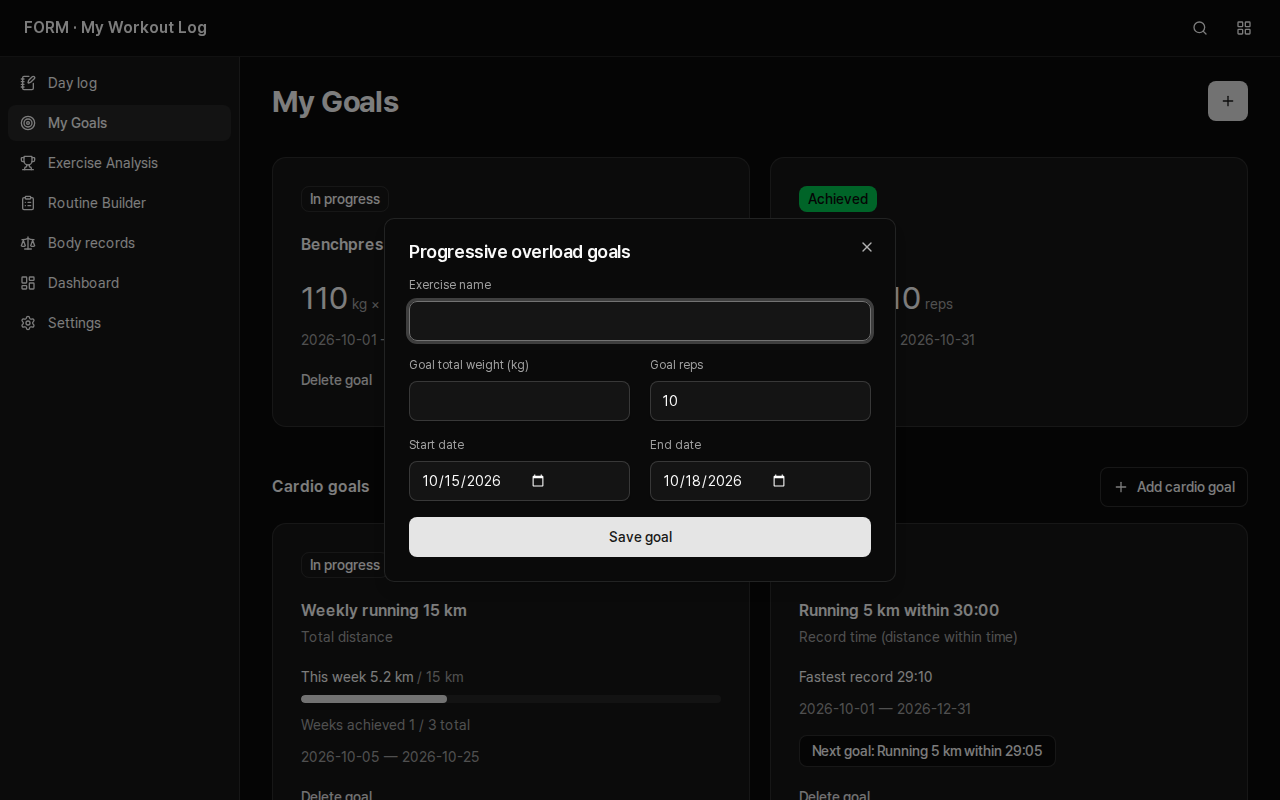 FORM · My Workout Log
Day log
My Goals
Exercise Analysis
Routine Builder
Body records
Dashboard
Settings
My Goals
In progress
Achieved
110 kg ×
10 reps
2026-10-01
2026-10-31
Delete goal
Progressive overload goals
Exercise name
Goal total weight (kg)
Goal reps
10
Start date
End date
10/15/2026
10/18/2026
Save goal
Cardio goals
Add cardio goal
In progress
Weekly running 15 km
Total distance
This week 5.2 km / 15 km
Weeks achieved 1 / 3 total
2026-10-05 — 2026-10-25
Delete goal
Running 5 km within 30:00
Record time (distance within time)
Fastest record 29:10
2026-10-01 — 2026-12-31
Next goal: Running 5 km within 29:05
Delete goal